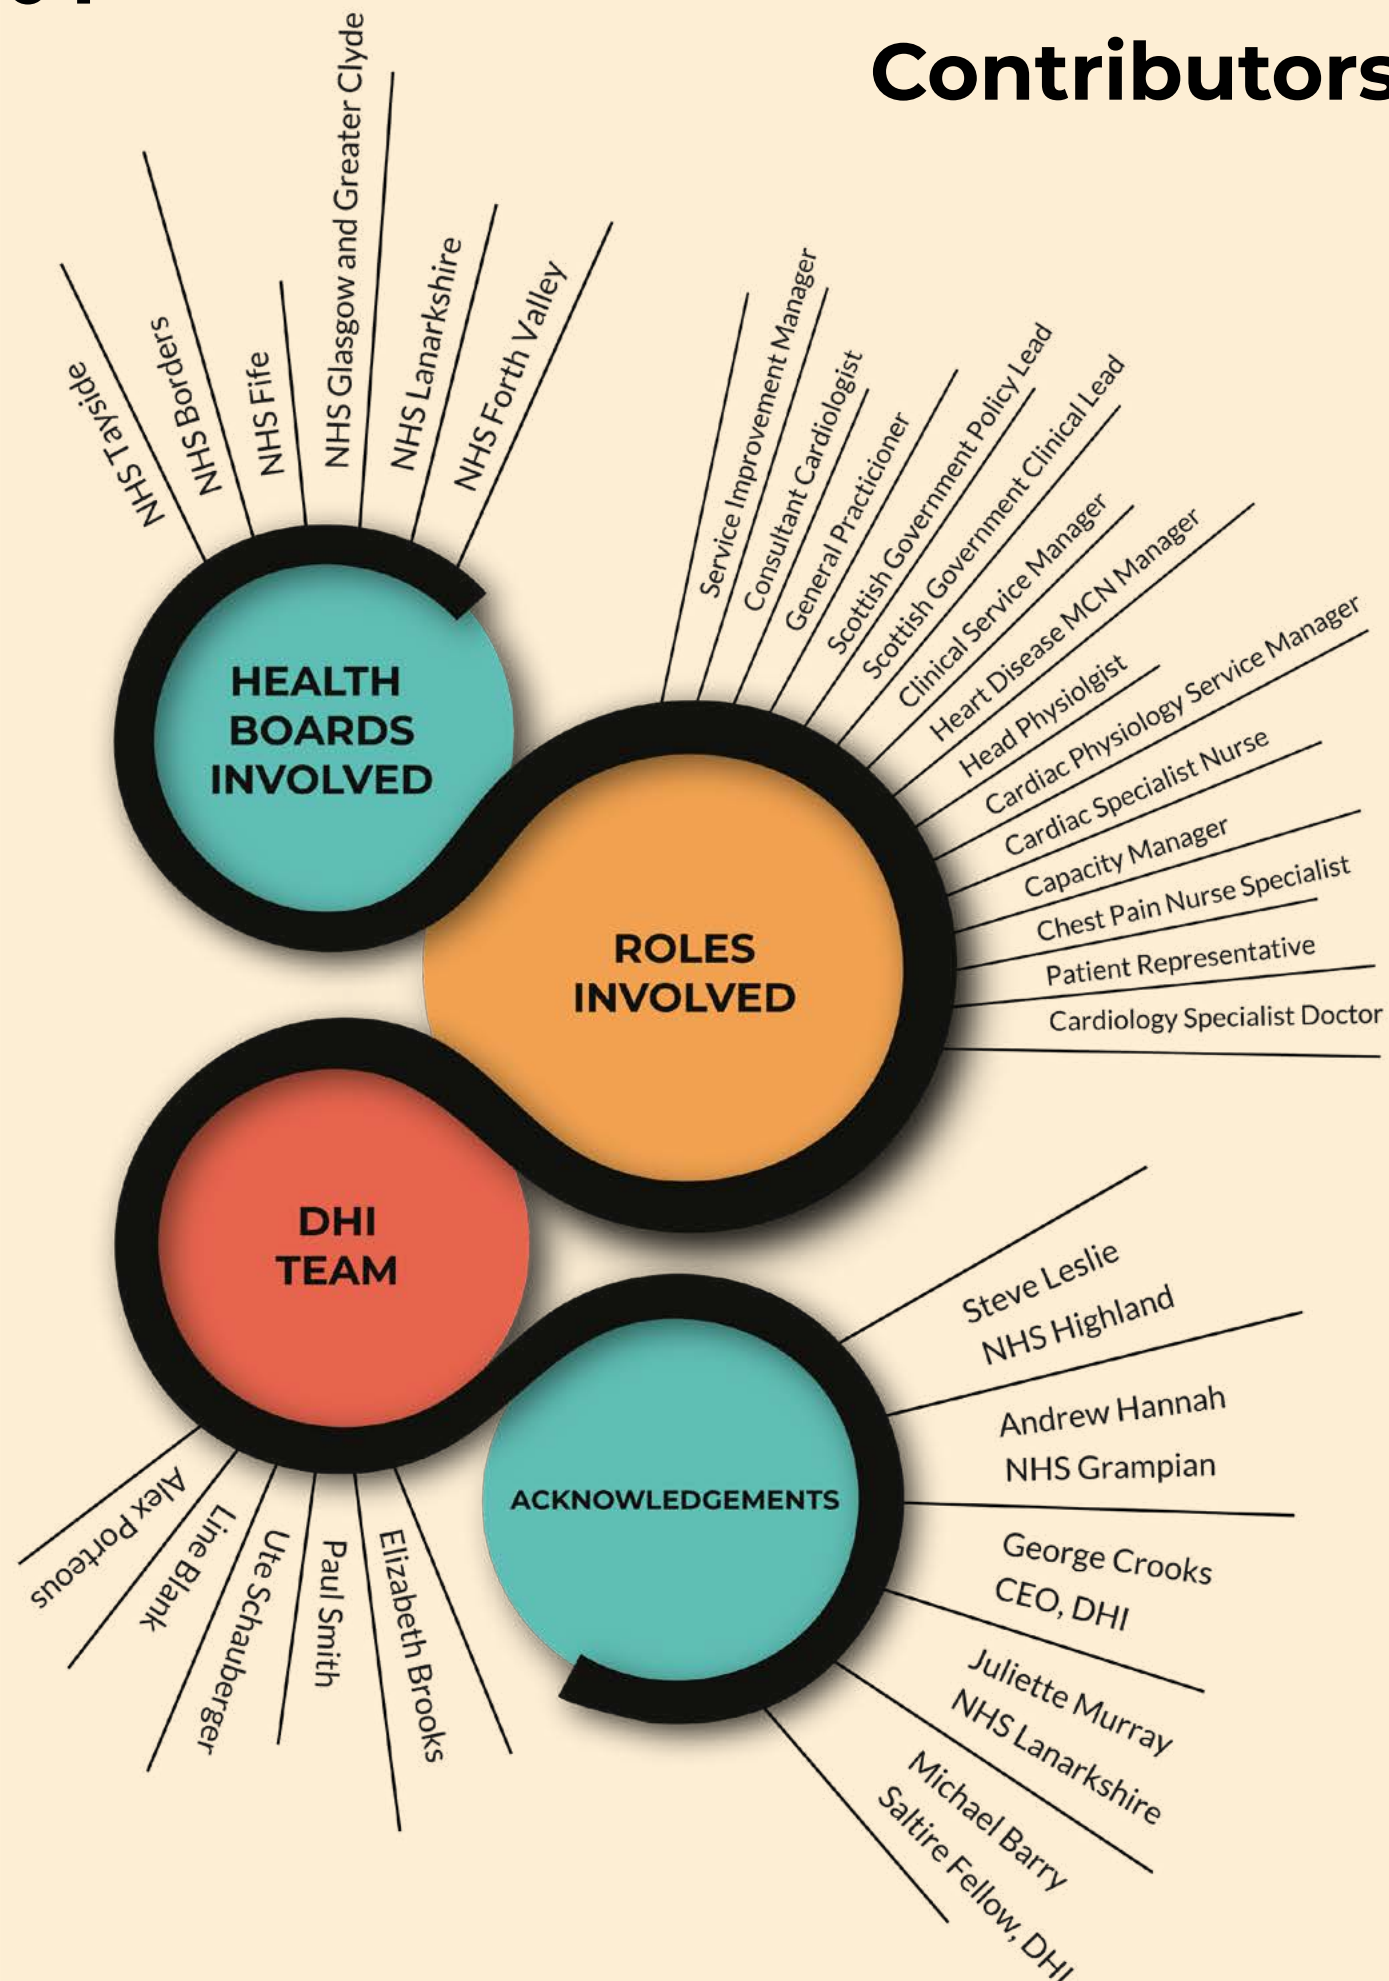 Contributors
NHS Tayside
NHS Borders
NHS Fife
NHS Glasgow and Greater Clyde
NHS Lanarkshire
NHS Forth Valley
HEALTH
BOARDS
INVOLVED
Service Improvement Manager
Consultant Cardiologist
General Practicioner
Scottish Government Policy Lead
Scottish Government Clinical Lead
Clinical Service Manager
Heart Disease MCN Manager
Head Physiolgist
Cardiac Physiology Service Manager
Cardiac Specialist Nurse
Capacity Manager
Chest Pain Nurse Specialist
Patient Representative
Cardiology Specialist Doctor
ROLES
INVOLVED
DHI
TEAM
Alex Porteous
Line Blank
Ute Schauberger
Paul Smith
Elizabeth Brooks
ACKNOWLEDGEMENTS
Steve Leslie
NHS Highland
Andrew Hannah
NHS Grampian
George Crooks
CEO, DHI
Juliette Murray
NHS Lanarkshire
Michael Barry
Saltire Fellow, DHI